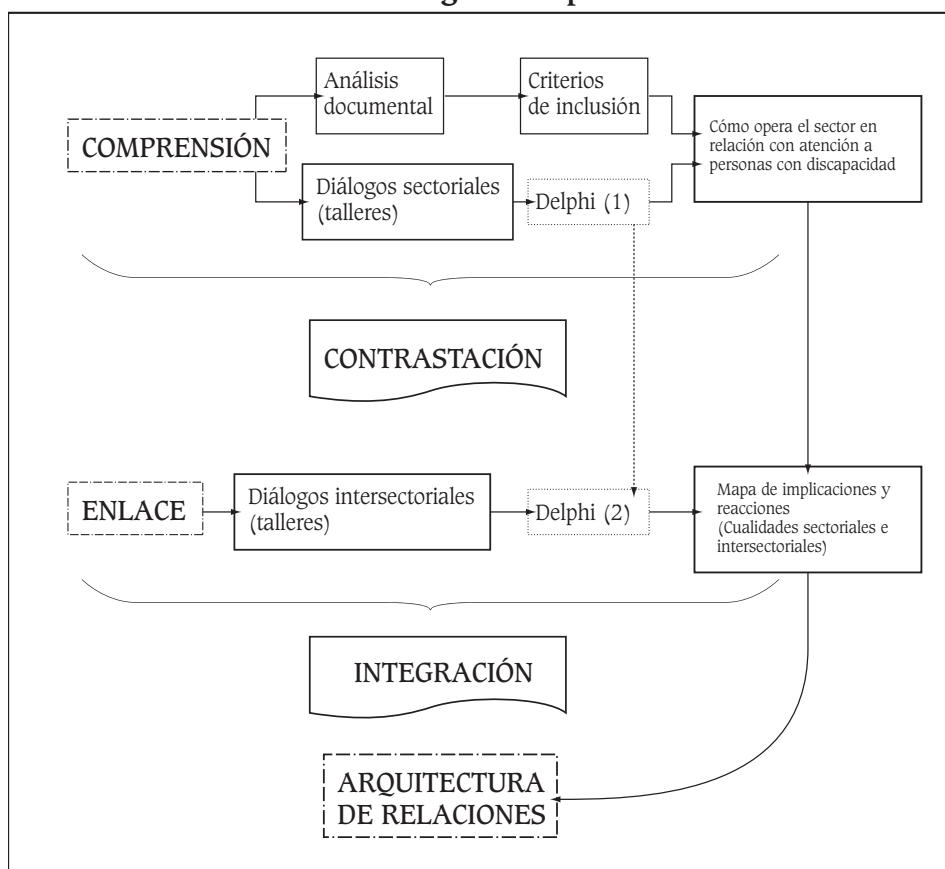 Análisis
documental
Criterios
de inclusión
COMPRENSIÓN
Cómo opera el sector en
relación con atención a
personas con discapacidad
Diálogos sectoriales
(talleres)
Delphi (1)
CONTRASTACIÓN
ENLACE
Diálogos intersectoriales
(talleres)
Delphi (2)
Mapa de implicaciones y
reacciones
(Cualidades sectoriales e
intersectoriales)
INTEGRACIÓN
ARQUITECTURA
DE RELACIONES